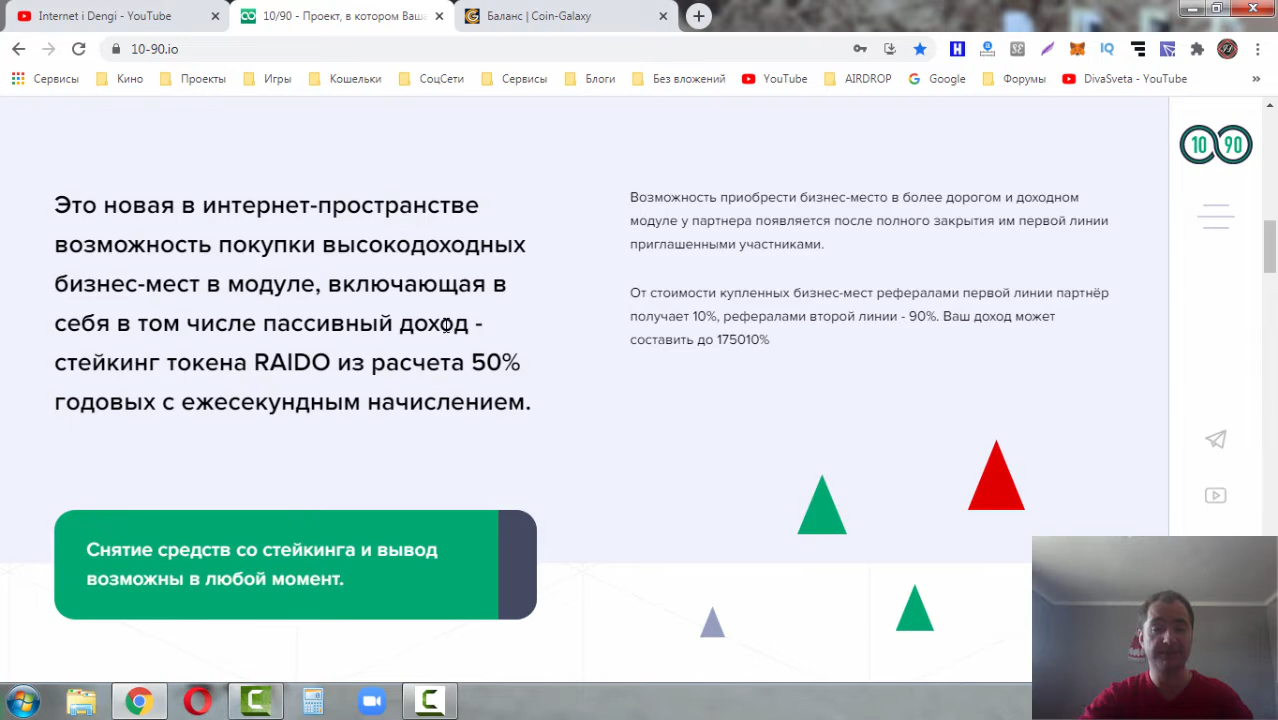 Internet i Dengi - YouTube
10/90 - Проект, в котором Ваша
Баланс | Coin-Galaxy
10-90.io
Сервисы
Кино
Проекты
Игры
Кошельки
СоцСети
Сервисы
Блоги
Без вложений
YouTube
AIRDROP
Google
Форумы
DivaSveta - YouTube
Это новая в интернет-пространстве
возможность покупки высокодоходных
бизнес-мест в модуле, включающая в
себя в том числе пассивный доход -
стейкинг токена RAIDO из расчета 50%
годовых с ежесекундным начислением.
Снятие средств со стейкинга и вывод
возможны в любой момент.
Возможность приобрести бизнес-место в более дорогом и доходном
модуле у партнера появляется после полного закрытия им первой линии
приглашенными участниками.
От стоимости купленных бизнес-мест рефералами первой линии партнёр
получает 10%, рефералами второй линии - 90%. Ваш доход может
составить до 175010%
10 90